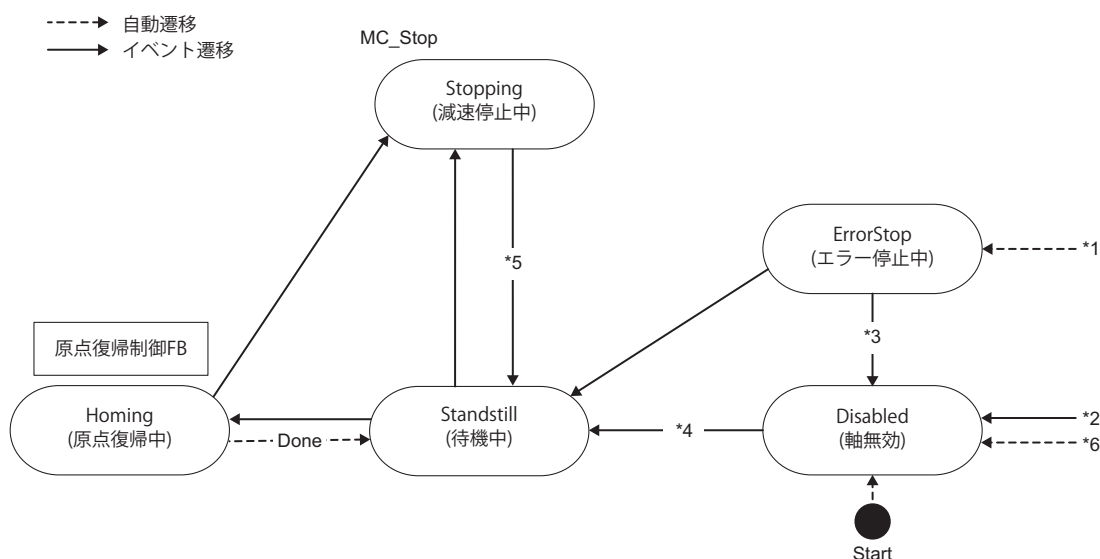 自動遷移
イベント遷移
MC_Stop
Stopping
(減速停止中)
ErrorStop
(エラー停止中)
*1
*5
*3
原点復帰制御FB
Homing
(原点復帰中)
Done
Standstill
(待機中)
*4
Disabled
(軸無効)
*2
*6
Start